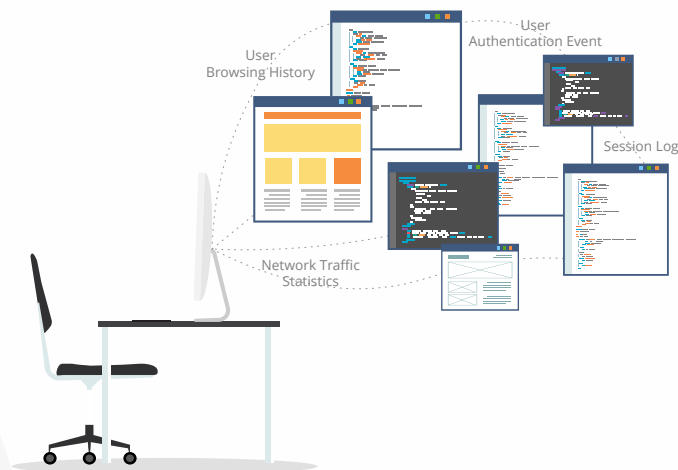 User
Authentication Event
User
Browsing History
Session Log
Network Traffic
Statistics